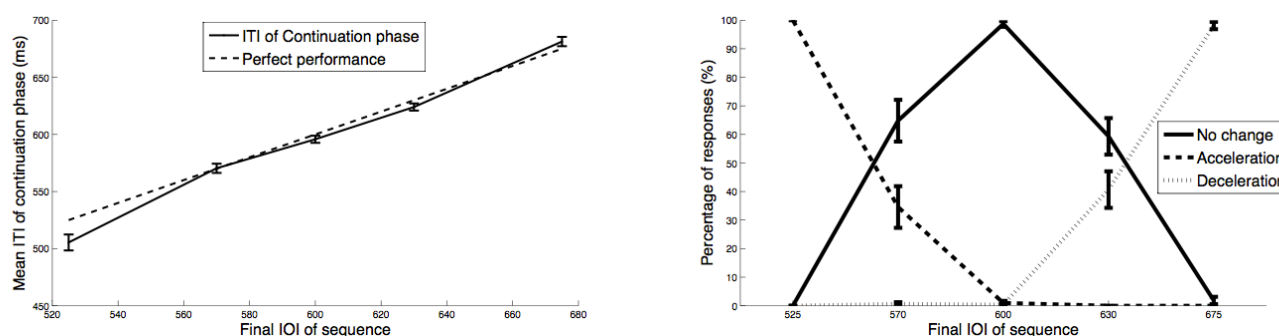 700
650
600
550
500
450
Mean ITI of continuation phase (ms)
ITI of Continuation phase
Perfect performance
520 540 560 580 600 620 640 660 680
Final IOI of sequence
100
90
80
70
60
50
40
30
20
10
0
Percentage of responses (%)
No change
Acceleration
Deceleration
525 570 600 630 675
Final IOI of sequence